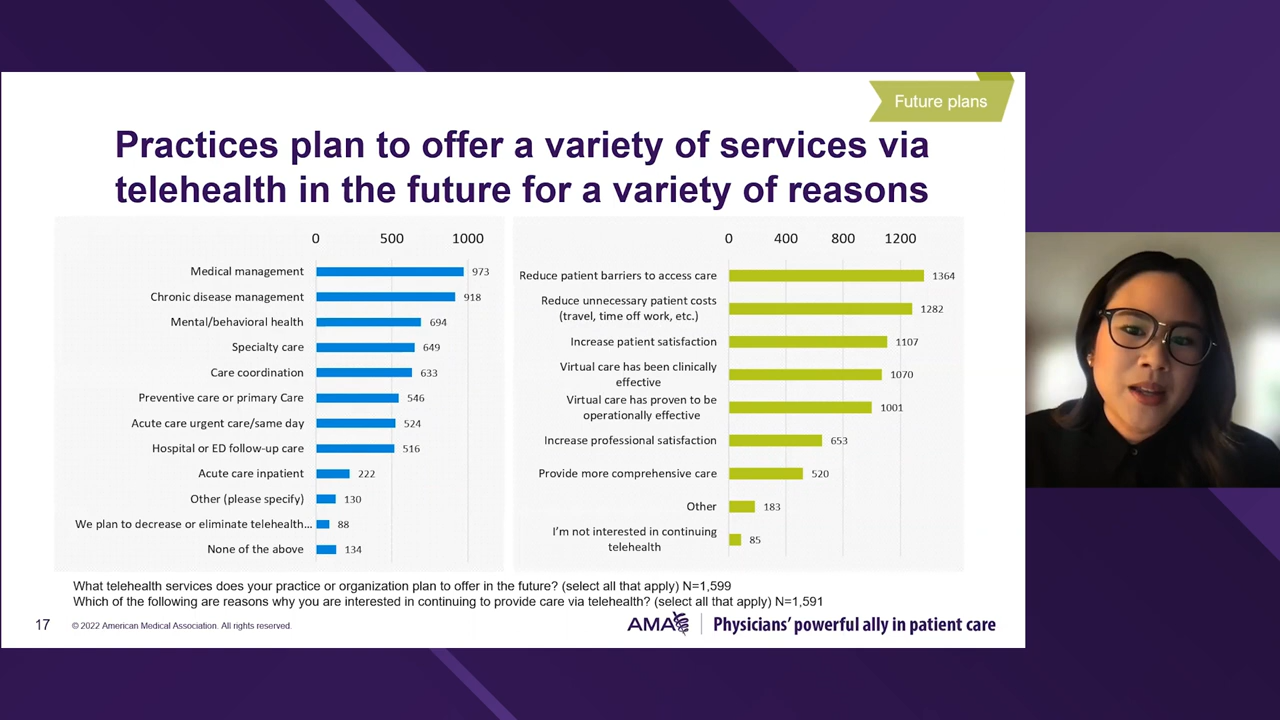 Future plans
Practices plan to offer a variety of services via
telehealth in the future for a variety of reasons
0 500 1000
Medical management 973
Chronic disease management 918
Mental/behavioral health 694
Specialty care 649
Care coordination 633
Preventive care or primary Care 546
Acute care urgent care/same day 524
Hospital or ED follow-up care 516
Acute care inpatient 222
Other (please specify) 130
We plan to decrease or eliminate telehealth... 88
None of the above 134
0 400 800 1200
Reduce patient barriers to access care 1364
Reduce unnecessary patient costs
(travel, time off work, etc.) 1282
Increase patient satisfaction 1107
Virtual care has been clinically
effective 1070
Virtual care has proven to be
operationally effective 1001
Increase professional satisfaction 653
Provide more comprehensive care 520
Other 183
I'm not interested in continuing
telehealth 85
What telehealth services does your practice or organization plan to offer in the future? (select all that apply) N=1,599
Which of the following are reasons why you are interested in continuing to provide care via telehealth? (select all that apply) N=1,591
17 © 2022 American Medical Association. All rights reserved.
AMA Physicians' powerful ally in patient care